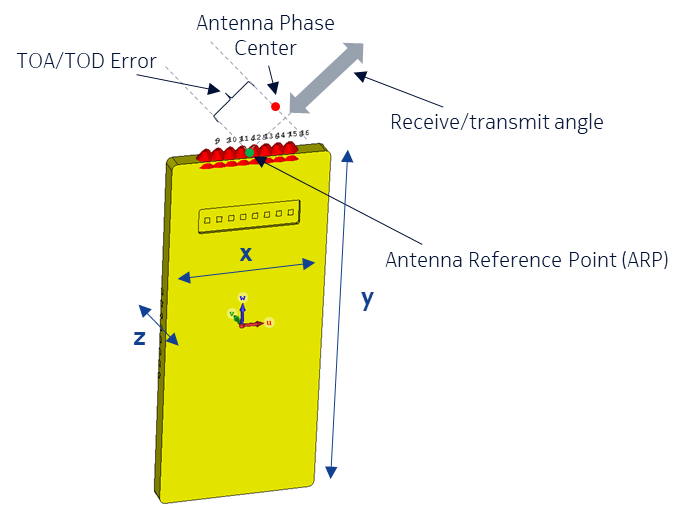 Antenna Phase
Center
TOA/TOD Error
Receive/transmit angle
Antenna Reference Point (ARP)
x
w
v
u
y
z